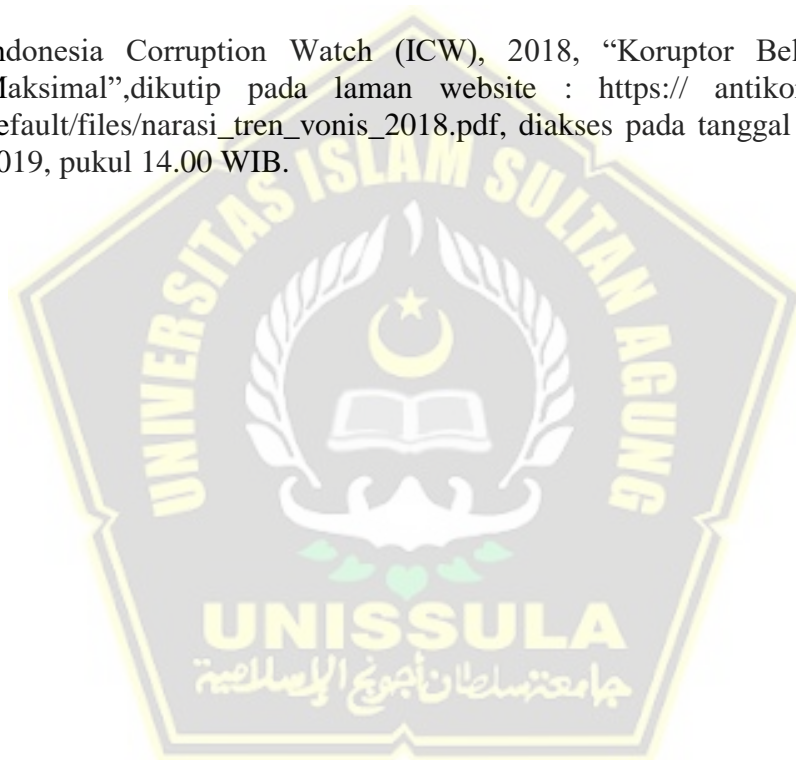 ndonesia Corruption Watch (ICW), 2018, “Koruptor Bel
Maksimal”,dikutip pada laman website : https:// antiko
efault/files/narasi_tren_vonis_2018.pdf, diakses pada tanggal
019, pukul 14.00 WIB.
UNIVERSITAS ISLAM SULTAN AGUNG
UNISSULA
جامعة سلطان أجونج الإسلامية